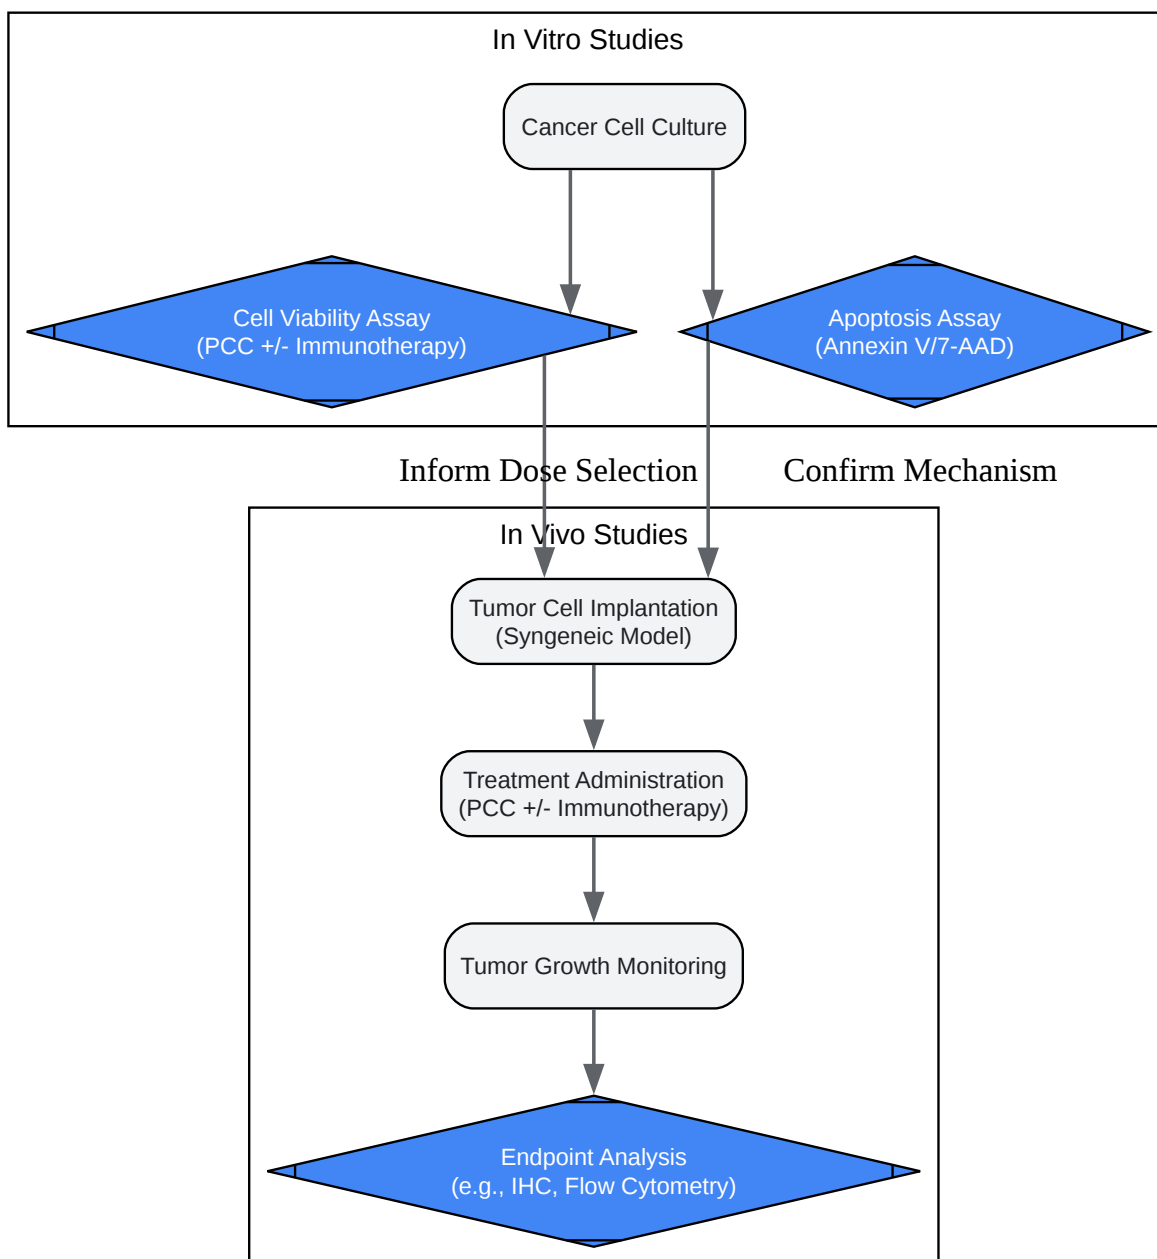 In Vitro Studies
Cancer Cell Culture
Cell Viability Assay
(PCC +/- Immunotherapy)
Apoptosis Assay
(Annexin V/7-AAD)
Inform Dose Selection
Confirm Mechanism
In Vivo Studies
Tumor Cell Implantation
(Syngeneic Model)
Treatment Administration
(PCC +/- Immunotherapy)
Tumor Growth Monitoring
Endpoint Analysis
(e.g., IHC, Flow Cytometry)